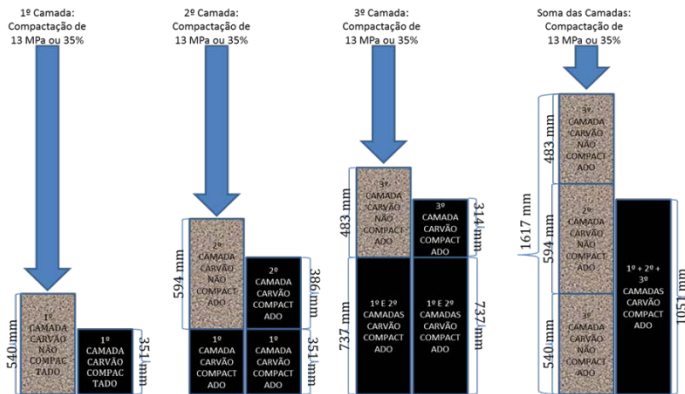 1º Camada:
Compactação de
13 MPa ou 35%
540 mm
1º
CAMADA
CARVÃO
NÃO
COMPAC
TADO
1º
CAMADA
CARVÃO
COMPAC
TADO
351 mm
2º Camada:
Compactação de
13 MPa ou 35%
594 mm
2º
CAMADA
CARVÃO
NÃO
COMPACT
ADO
2º
CAMADA
CARVÃO
COMPACT
ADO
386 mm
1º
CAMADA
CARVÃO
COMPACT
ADO
1º
CAMADA
CARVÃO
COMPACT
ADO
351 mm
3º Camada:
Compactação de
13 MPa ou 35%
483 mm
3º
CAMADA
CARVÃO
NÃO
COMPACT
ADO
3º
CAMADA
CARVÃO
COMPACT
ADO
314 mm
737 mm
1º E 2º
CAMADAS
CARVÃO
COMPACT
ADO
1º E 2º
CAMADAS
CARVÃO
COMPACT
ADO
737 mm
Soma das Camadas:
Compactação de
13 MPa ou 35%
1617 mm
483 mm
3º
CAMADA
CARVÃO
NÃO
COMPACT
ADO
594 mm
2º
CAMADA
CARVÃO
NÃO
COMPACT
ADO
540 mm
3º
CAMADA
CARVÃO
NÃO
COMPACT
ADO
1º + 2º +
3º
CAMADAS
CARVÃO
COMPACT
ADO
1051 mm